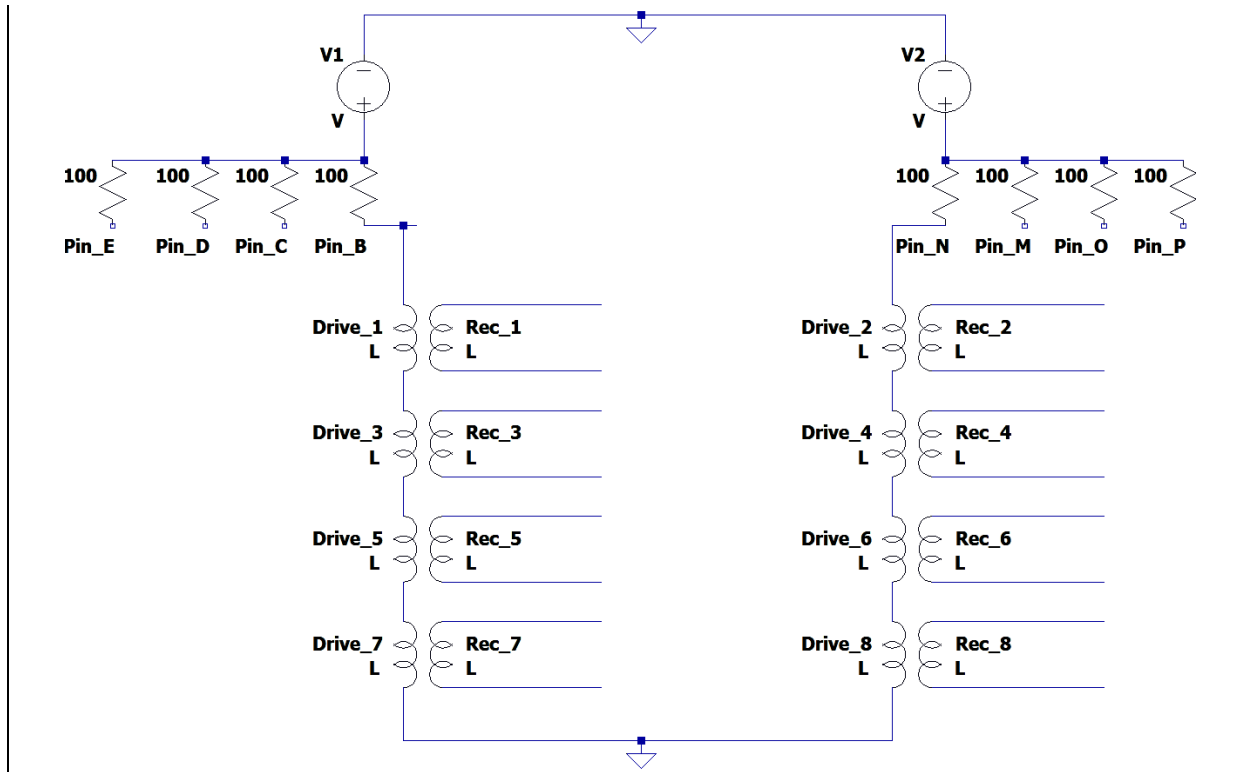 V1 V2
V V
100 100 100 100 100 100 100 100
Pin_E Pin_D Pin_C Pin_B Pin_N Pin_M Pin_O Pin_P
Drive_1 Rec_1 Drive_2 Rec_2
L L L L
Drive_3 Rec_3 Drive_4 Rec_4
L L L L
Drive_5 Rec_5 Drive_6 Rec_6
L L L L
Drive_7 Rec_7 Drive_8 Rec_8
L L L L